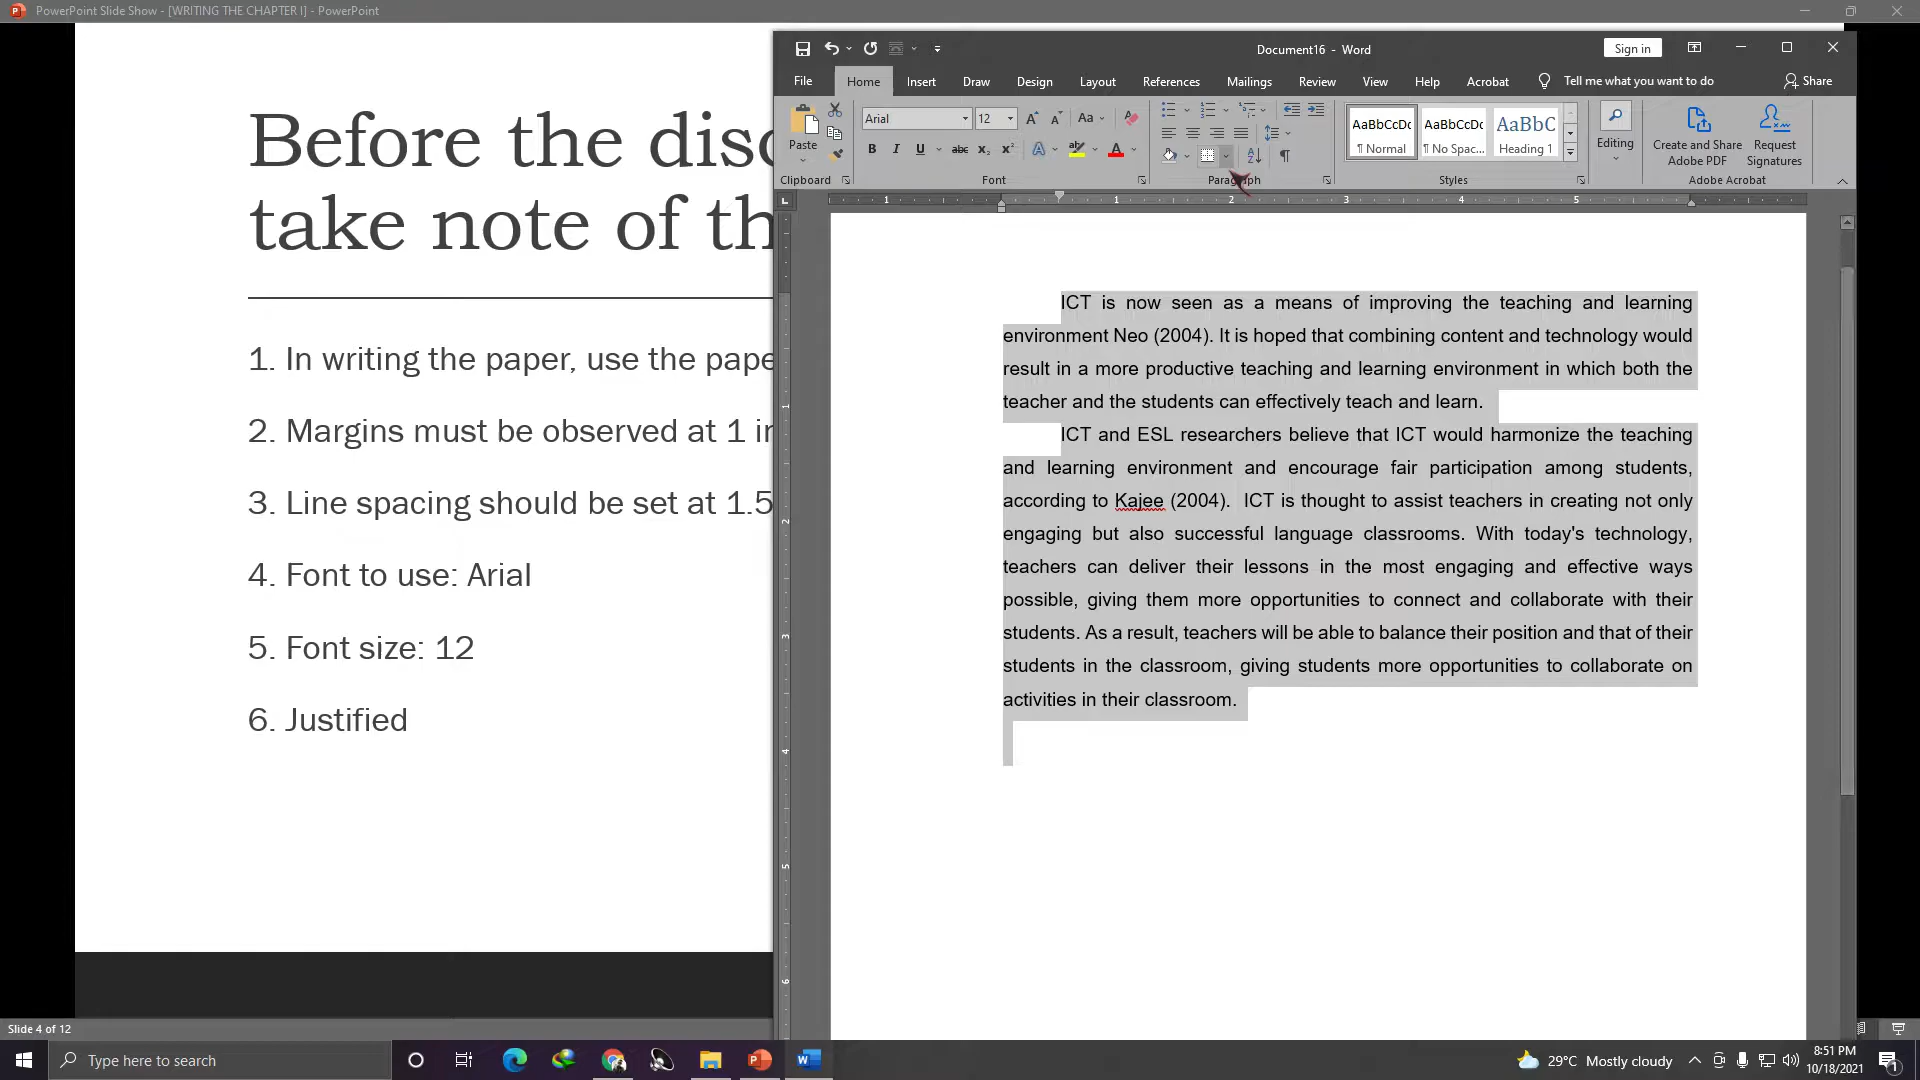 PowerPoint Slide Show - [WRITING THE CHAPTER I] - PowerPoint
Before the disc
take note of th
1. In writing the paper, use the pape
2. Margins must be observed at 1 in
3. Line spacing should be set at 1.5
4. Font to use: Arial
5. Font size: 12
6. Justified
Slide 4 of 12
Document16 - Word
Sign in
File Home Insert Draw Design Layout References Mailings Review View Help Acrobat Tell me what you want to do Share
Paste
Clipboard
Arial 12
Font
Paragraph
AaBbCcDc AaBbCcDc AaBbC
¶ Normal ¶ No Spac... Heading 1
Styles
Editing
Create and Share Adobe PDF
Request Signatures
Adobe Acrobat
1 1 2 3 4 5
1
2
3
4
5
6
ICT is now seen as a means of improving the teaching and learning
environment Neo (2004). It is hoped that combining content and technology would
result in a more productive teaching and learning environment in which both the
teacher and the students can effectively teach and learn.
ICT and ESL researchers believe that ICT would harmonize the teaching
and learning environment and encourage fair participation among students,
according to Kajee (2004). ICT is thought to assist teachers in creating not only
engaging but also successful language classrooms. With today's technology,
teachers can deliver their lessons in the most engaging and effective ways
possible, giving them more opportunities to connect and collaborate with their
students. As a result, teachers will be able to balance their position and that of their
students in the classroom, giving students more opportunities to collaborate on
activities in their classroom.
Type here to search
29°C Mostly cloudy
8:51 PM
10/18/2021
1